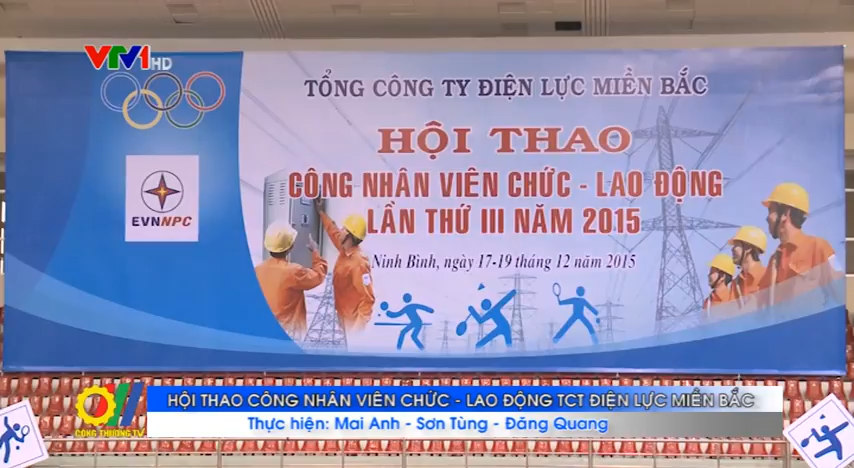 VTV1
HD
TỔNG CÔNG TY ĐIỆN LỰC MIỀN BẮC
HỘI THAO
CÔNG NHÂN VIÊN CHỨC - LAO ĐỘNG
LẦN THỨ III NĂM 2015
Ninh Bình, ngày 17-19 tháng 12 năm 2015
EVNNPC
HỘI THAO CÔNG NHÂN VIÊN CHỨC - LAO ĐỘNG TCT ĐIỆN LỰC MIỀN BẮC
Thực hiện: Mai Anh - Sơn Tùng - Đăng Quang
CÔNG THƯƠNG TV